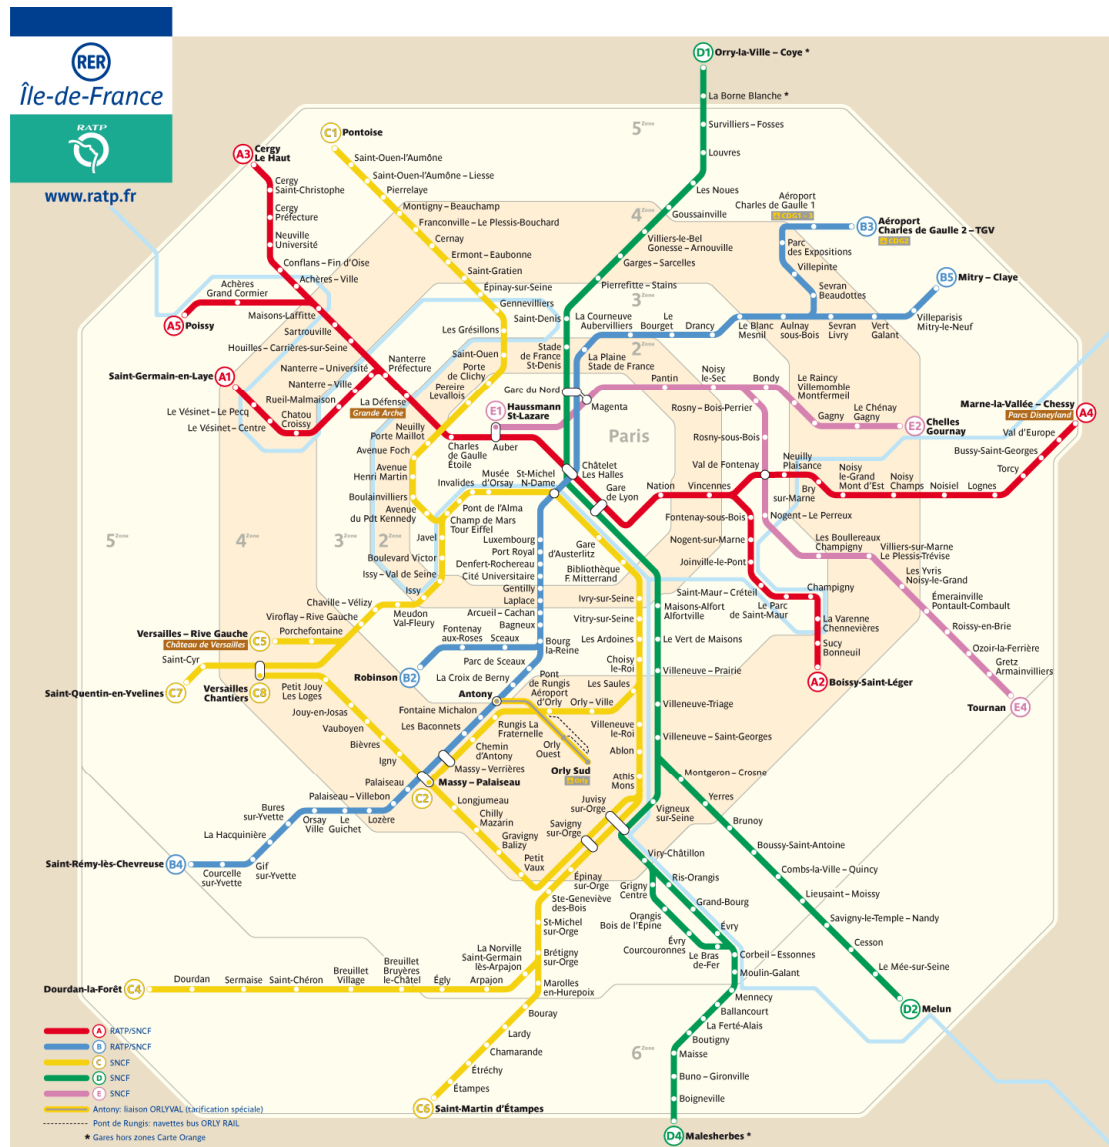 RER
Île-de-France
RATP
www.ratp.fr
D1 Orry-la-Ville – Coye *
La Borne Blanche *
Survilliers – Fosses
Louvres
Les Noues
Goussainville
Villiers-le-Bel
Gonesse – Arnouville
Garges – Sarcelles
Pierrefitte – Stains
Saint-Denis
Stade
de France
St-Denis
5 Zone
4 Zone
3 Zone
2 Zone
Paris
C1 Pontoise
Saint-Ouen-l'Aumône
Saint-Ouen-l'Aumône – Liesse
Pierrelaye
Montigny – Beauchamp
Franconville – Le Plessis-Bouchard
Cernay
Ermont – Eaubonne
Saint-Gratien
Épinay-sur-Seine
Gennevilliers
Les Grésillons
Saint-Ouen
Porte
de Clichy
Pereire
Levallois
Neuilly
Porte Maillot
Avenue Foch
Avenue
Henri Martin
Boulainvilliers
Avenue
du Pdt Kennedy
A3 Cergy
Le Haut
Cergy
Saint-Christophe
Cergy
Préfecture
Neuville
Université
Conflans – Fin d'Oise
Achères – Ville
Achères
Grand Cormier
A5 Poissy
Maisons-Laffitte
Sartrouville
Houilles – Carrières-sur-Seine
Nanterre
Préfecture
Nanterre – Université
Nanterre – Ville
Rueil-Malmaison
Chatou
Croissy
Le Vésinet – Centre
Le Vésinet – Le Pecq
Saint-Germain-en-Laye A1
La Défense
Grande Arche
Charles
de Gaulle
Étoile
Auber
E1 Haussmann
St-Lazare
Gare du Nord
Magenta
Châtelet
Les Halles
Gare
de Lyon
Nation
Vincennes
Val de Fontenay
Aéroport
Charles de Gaulle 1
CDG1 – 3
B3 Aéroport
Charles de Gaulle 2 – TGV
CDG2
Parc
des Expositions
Villepinte
Sevran
Beaudottes
B5 Mitry – Claye
Villeparisis
Mitry-le-Neuf
Vert
Galant
Sevran
Livry
Aulnay
sous-Bois
Le Blanc
Mesnil
Drancy
Le
Bourget
La Courneuve
Aubervilliers
La Plaine
Stade de France
Pantin
Noisy
le-Sec
Bondy
Le Raincy
Villemomble
Montfermeil
Gagny
Le Chénay
Gagny
E2 Chelles
Gournay
Rosny – Bois-Perrier
Rosny-sous-Bois
Marne-la-Vallée – Chessy A4
Parcs Disneyland
Val d'Europe
Bussy-Saint-Georges
Torcy
Lognes
Noisiel
Noisy
Champs
Noisy
le-Grand
Mont d'Est
Bry
sur-Marne
Neuilly
Plaisance
Nogent – Le Perreux
Les Boullereaux
Champigny
Villiers-sur-Marne
Le Plessis-Trévise
Les Yvris
Noisy-le-Grand
Émerainville
Pontault-Combault
Roissy-en-Brie
Ozoir-la-Ferrière
Gretz
Armainvilliers
Tournan E4
Fontenay-sous-Bois
Nogent-sur-Marne
Joinville-le-Pont
Saint-Maur – Créteil
Le Parc
de Saint-Maur
Champigny
La Varenne
Chennevières
Sucy
Bonneuil
A2 Boissy-Saint-Léger
5 Zone
4 Zone
3 Zone
2 Zone
Invalides
Musée
d'Orsay
St-Michel
N-Dame
Pont de l'Alma
Champ de Mars
Tour Eiffel
Javel
Boulevard Victor
Issy – Val de Seine
Issy
Meudon
Val-Fleury
Chaville – Vélizy
Viroflay – Rive Gauche
Porchefontaine
Versailles – Rive Gauche C5
Château de Versailles
Saint-Cyr
Saint-Quentin-en-Yvelines C7
Versailles
Chantiers C8
Petit Jouy
Les Loges
Jouy-en-Josas
Vauboyen
Bièvres
Igny
Massy – Palaiseau
C2
Luxembourg
Port Royal
Denfert-Rochereau
Cité Universitaire
Gentilly
Laplace
Arcueil – Cachan
Bagneux
Bourg
la-Reine
Sceaux
Fontenay
aux-Roses
Robinson B2
Parc de Sceaux
La Croix de Berny
Antony
Fontaine Michalon
Les Baconnets
Massy – Verrières
Palaiseau
Palaiseau – Villebon
Lozère
Le
Guichet
Orsay
Ville
Bures
sur-Yvette
La Hacquinière
Gif
sur-Yvette
Courcelle
sur-Yvette
Saint-Rémy-lès-Chevreuse B4
Gare
d'Austerlitz
Bibliothèque
F. Mitterrand
Ivry-sur-Seine
Vitry-sur-Seine
Les Ardoines
Choisy
le-Roi
Les Saules
Orly – Ville
Pont
de Rungis
Aéroport
d'Orly
Rungis La
Fraternelle
Chemin
d'Antony
Orly
Ouest
Orly Sud
Orly
Villeneuve
le-Roi
Ablon
Athis
Mons
Juvisy
sur-Orge
Savigny
sur-Orge
Longjumeau
Chilly
Mazarin
Gravigny
Balizy
Petit
Vaux
Épinay
sur-Orge
Ste-Geneviève
des-Bois
St-Michel
sur-Orge
Brétigny
sur-Orge
Marolles
en-Hurepoix
Bouray
Lardy
Chamarande
Étréchy
Étampes
C6 Saint-Martin d'Étampes
La Norville
Saint-Germain
lès-Arpajon
Arpajon
Égly
Breuillet
Bruyères
le-Châtel
Breuillet
Village
Saint-Chéron
Sermaise
Dourdan
Dourdan-la-Forêt C4
Maisons-Alfort
Alfortville
Le Vert de Maisons
Villeneuve – Prairie
Villeneuve-Triage
Villeneuve – Saint-Georges
Montgeron – Crosne
Yerres
Brunoy
Boussy-Saint-Antoine
Combs-la-Ville – Quincy
Lieusaint – Moissy
Savigny-le-Temple – Nandy
Cesson
Le Mée-sur-Seine
D2 Melun
Vigneux
sur-Seine
Viry-Châtillon
Ris-Orangis
Grand-Bourg
Évry
Grigny
Centre
Orangis
Bois de l'Épine
Évry
Courcouronnes
Le Bras
de-Fer
Corbeil – Essonnes
Moulin-Galant
Mennecy
Ballancourt
La Ferté-Alais
Boutigny
Maisse
Buno – Gironville
Boigneville
D4 Malesherbes *
6 Zone
A RATP/SNCF
B RATP/SNCF
C SNCF
D SNCF
E SNCF
Antony: liaison ORLYVAL (tarification spéciale)
Pont de Rungis: navettes bus ORLY RAIL
* Gares hors zones Carte Orange